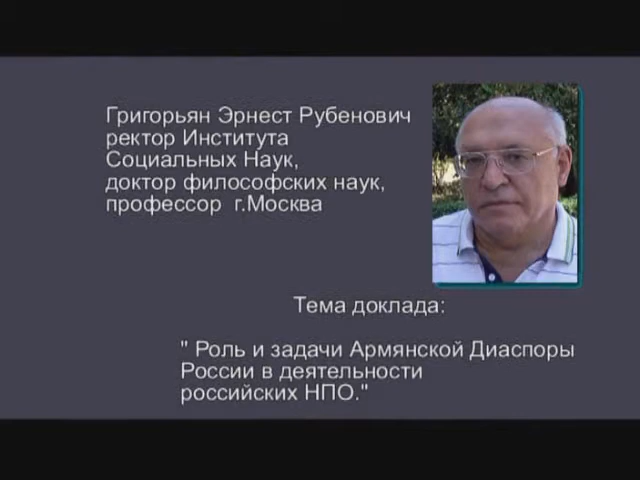 Григорьян Эрнест Рубенович
ректор Института
Социальных Наук,
доктор философских наук,
профессор г.Москва
Тема доклада:
" Роль и задачи Армянской Диаспоры
России в деятельности
российских НПО."